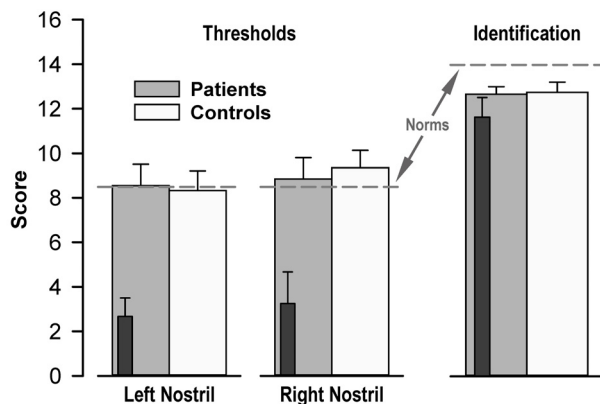 Thresholds
Identification
Patients
Controls
Norms
Score
16
14
12
10
8
6
4
2
0
Left Nostril
Right Nostril